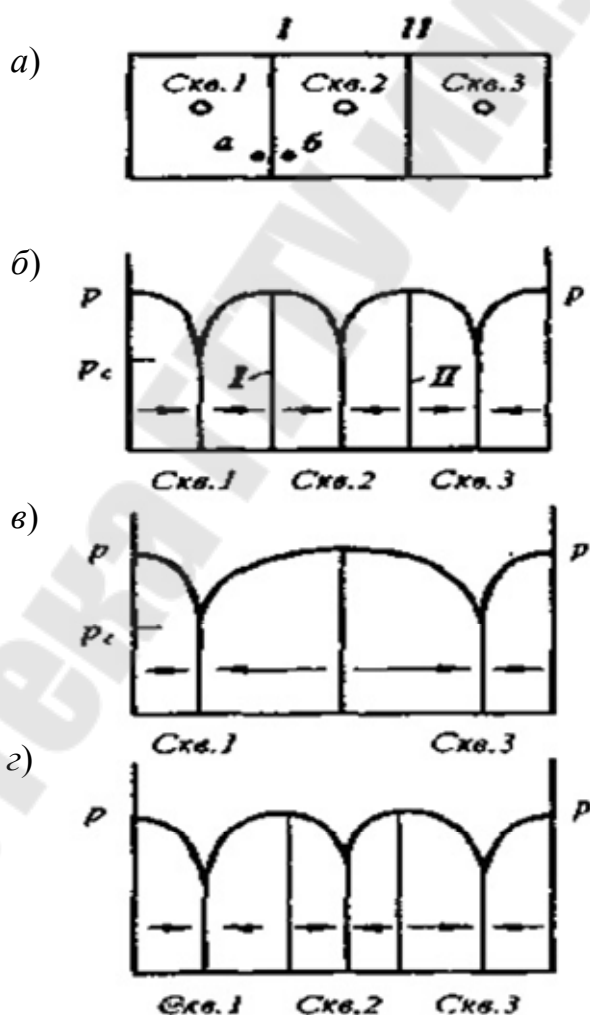 I II
а)
Скв.1 Скв.2 Скв.3
а б
б)
p p
pc
I II
Скв.1 Скв.2 Скв.3
в)
p p
pc
Скв.1 Скв.3
г)
p p
Скв.1 Скв.2 Скв.3